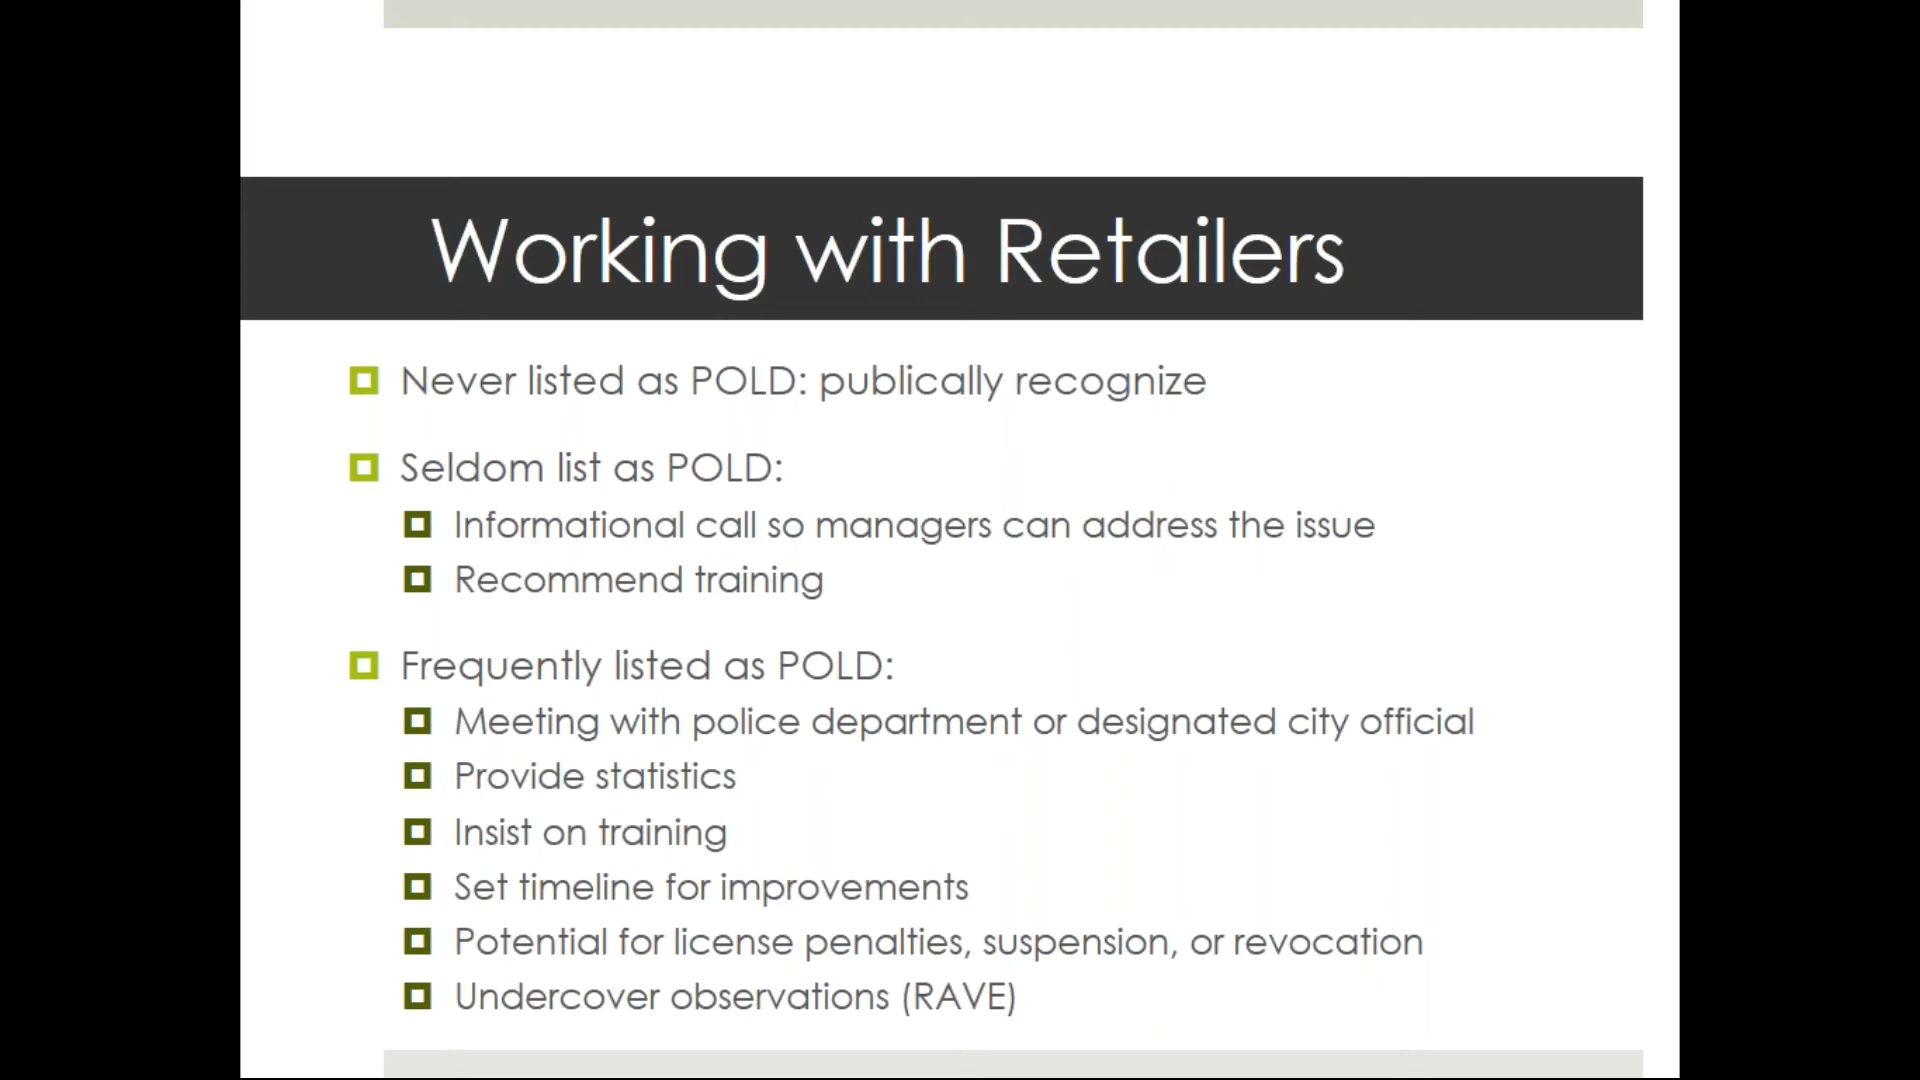 Working with Retailers
Never listed as POLD: publically recognize
Seldom list as POLD:
Informational call so managers can address the issue
Recommend training
Frequently listed as POLD:
Meeting with police department or designated city official
Provide statistics
Insist on training
Set timeline for improvements
Potential for license penalties, suspension, or revocation
Undercover observations (RAVE)